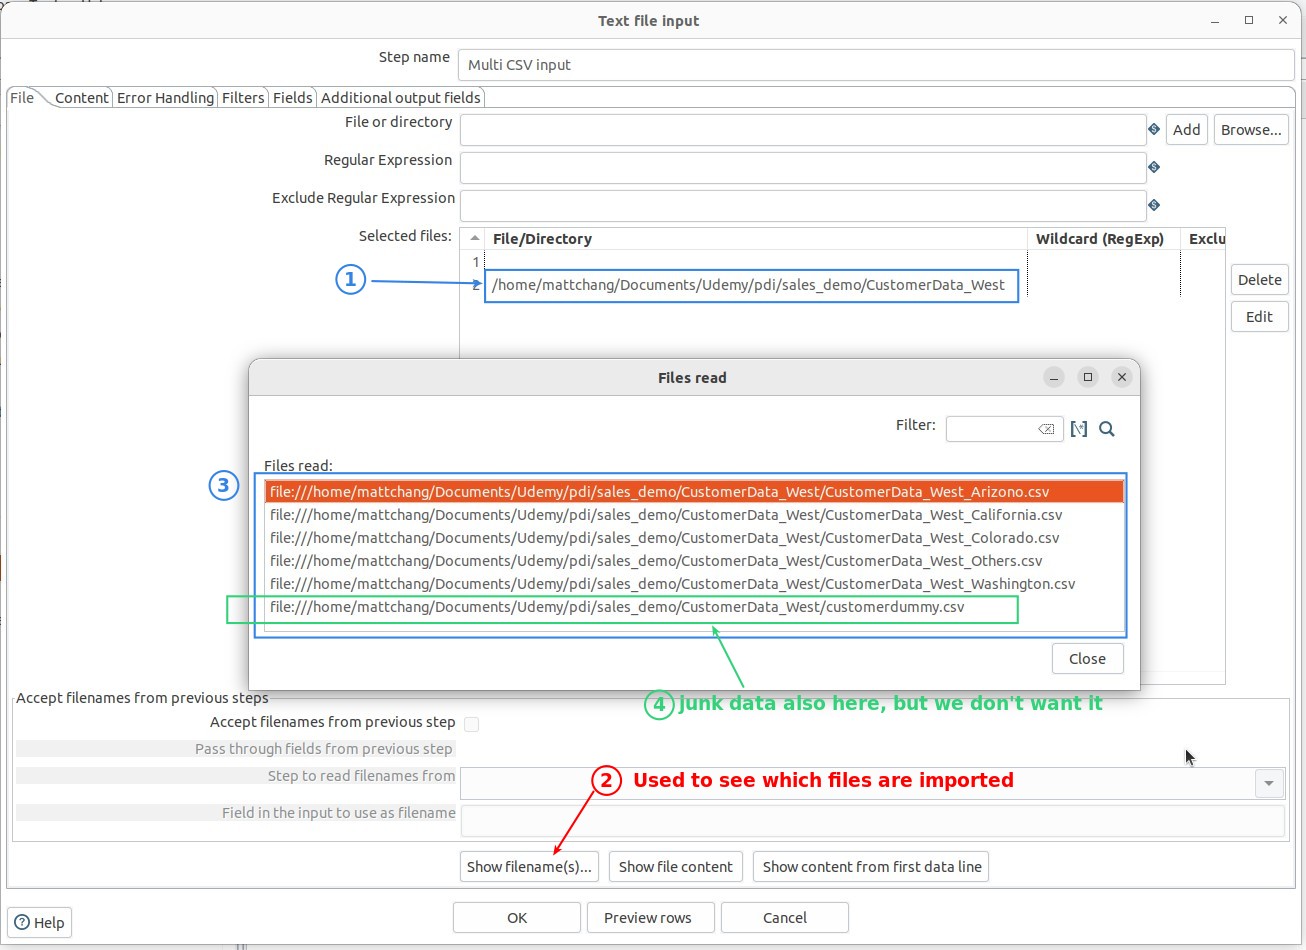 Text file input
Step name
Multi CSV input
File
Content
Error Handling
Filters
Fields
Additional output fields
File or directory
Add
Browse...
Regular Expression
Exclude Regular Expression
Selected files:
File/Directory
Wildcard (RegExp)
Exclu
1
1
2
/home/mattchang/Documents/Udemy/pdi/sales_demo/CustomerData_West
Delete
Edit
Files read
Filter:
Files read:
3
file:///home/mattchang/Documents/Udemy/pdi/sales_demo/CustomerData_West/CustomerData_West_Arizono.csv
file:///home/mattchang/Documents/Udemy/pdi/sales_demo/CustomerData_West/CustomerData_West_California.csv
file:///home/mattchang/Documents/Udemy/pdi/sales_demo/CustomerData_West/CustomerData_West_Colorado.csv
file:///home/mattchang/Documents/Udemy/pdi/sales_demo/CustomerData_West/CustomerData_West_Others.csv
file:///home/mattchang/Documents/Udemy/pdi/sales_demo/CustomerData_West/CustomerData_West_Washington.csv
file:///home/mattchang/Documents/Udemy/pdi/sales_demo/CustomerData_West/customerdummy.csv
Close
4 junk data also here, but we don't want it
Accept filenames from previous steps
Accept filenames from previous step
Pass through fields from previous step
Step to read filenames from
2 Used to see which files are imported
Field in the input to use as filename
Show filename(s)...
Show file content
Show content from first data line
Help
OK
Preview rows
Cancel